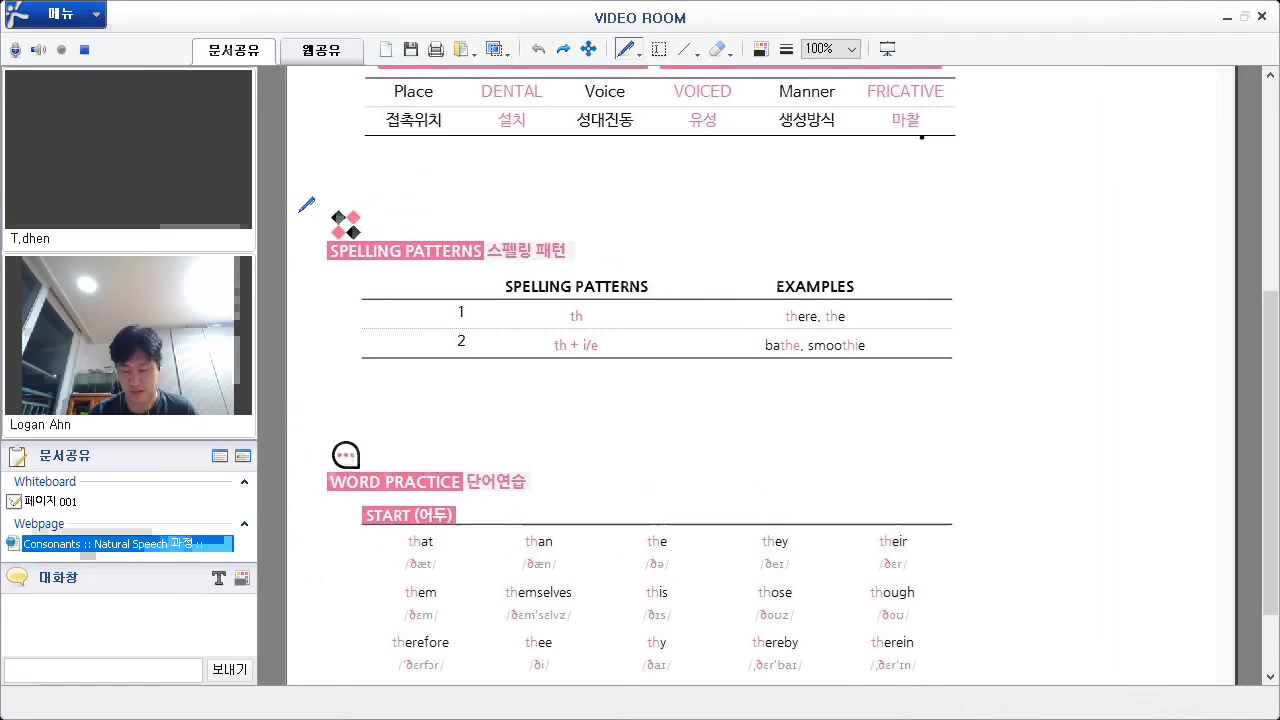 메뉴
VIDEO ROOM
문서공유 웹공유 100%
T.dhen
Logan Ahn
문서공유
Whiteboard
페이지 001
Webpage
Consonants :: Natural Speech 과정 ::
대화창
보내기
Place DENTAL Voice VOICED Manner FRICATIVE
접촉위치 설치 성대진동 유성 생성방식 마찰
SPELLING PATTERNS 스펠링 패턴
SPELLING PATTERNS EXAMPLES
1 th there, the
2 th + i/e bathe, smoothie
WORD PRACTICE 단어연습
START (어두)
that than the they their
/ðæt/ /ðæn/ /ðə/ /ðeɪ/ /ðɛr/
them themselves this those though
/ðɛm/ /ðɛm'sɛlvz/ /ðɪs/ /ðoʊz/ /ðoʊ/
therefore thee thy thereby therein
/'ðɛrfɔr/ /ði/ /ðaɪ/ /ˌðɛr'baɪ/ /ˌðɛr'ɪn/